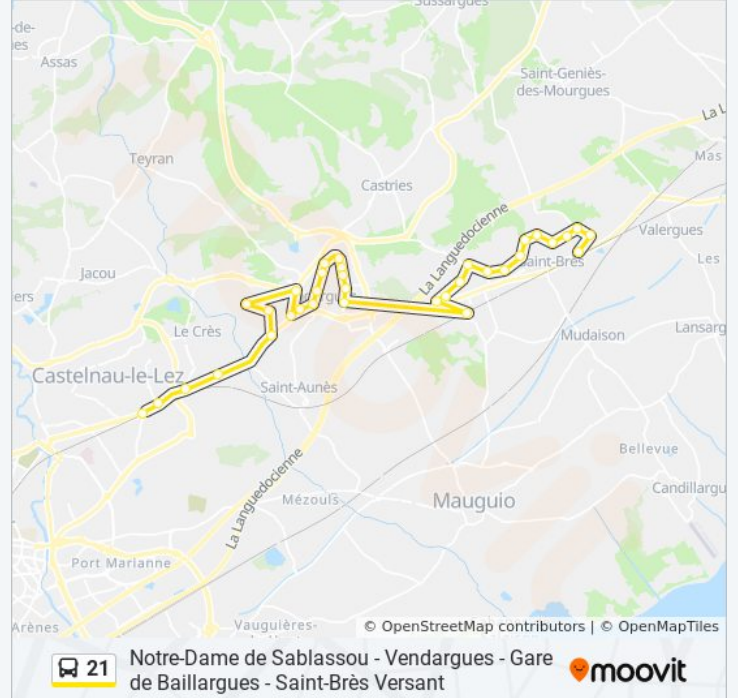 Sussargues
-de-
es
Assas
Saint-Geniès-
des-Mourgues
La L
Teyran
Mas
Castries
La Languedocienne
Valergues
Saint-Brès
Les
Jacou
ers
Le Crès
Mudaison
Lansarg
Castelnau-le-Lez
Saint-Aunès
La Languedocienne
Bellevue
Candillargu
Mézouls
Mauguio
Port Marianne
Arènes
Vauguières-
© OpenStreetMap contributors | © OpenMapTiles
21
Notre-Dame de Sablassou - Vendargues - Gare
de Baillargues - Saint-Brès Versant
moovit